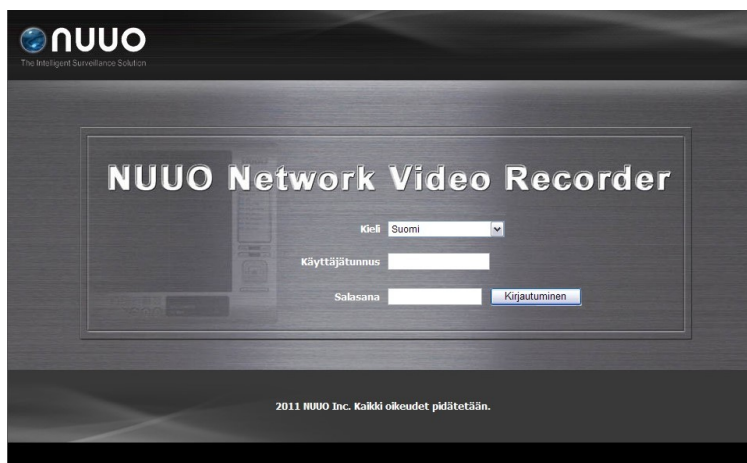 nuuo
The Intelligent Surveillance Solution
NUUO Network Video Recorder
Kieli Suomi
Käyttäjätunnus
Salasana Kirjautuminen
2011 NUUO Inc. Kaikki oikeudet pidätetään.